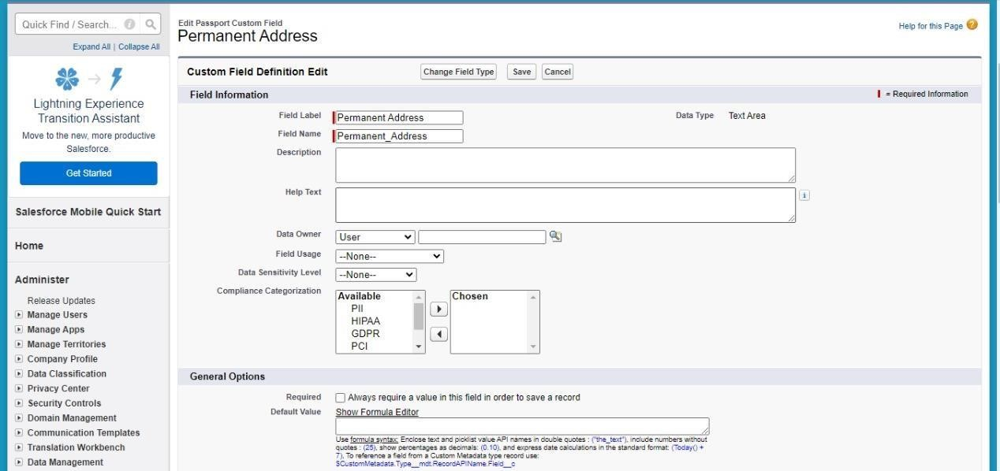 Quick Find / Search...
Expand All | Collapse All
Lightning Experience
Transition Assistant
Move to the new, more productive
Salesforce.
Get Started
Salesforce Mobile Quick Start
Home
Administer
Release Updates
Manage Users
Manage Apps
Manage Territories
Company Profile
Data Classification
Privacy Center
Security Controls
Domain Management
Communication Templates
Translation Workbench
Data Management
Edit Passport Custom Field
Permanent Address
Help for this Page ?
Custom Field Definition Edit
Change Field Type Save Cancel
Field Information
= Required Information
Field Label Permanent Address Data Type Text Area
Field Name Permanent_Address
Description
Help Text
Data Owner User
Field Usage --None--
Data Sensitivity Level --None--
Compliance Categorization
Available Chosen
PII
HIPAA
GDPR
PCI
General Options
Required Always require a value in this field in order to save a record
Default Value Show Formula Editor
Use formula syntax: Enclose text and picklist value API names in double quotes : ("the_text"), include numbers without
quotes : (25), show percentages as decimals: (0.10), and express date calculations in the standard format: (Today() +
7), To reference a field from a Custom Metadata type record use:
$CustomMetadata.Type__mdt.RecordAPIName.Field__c